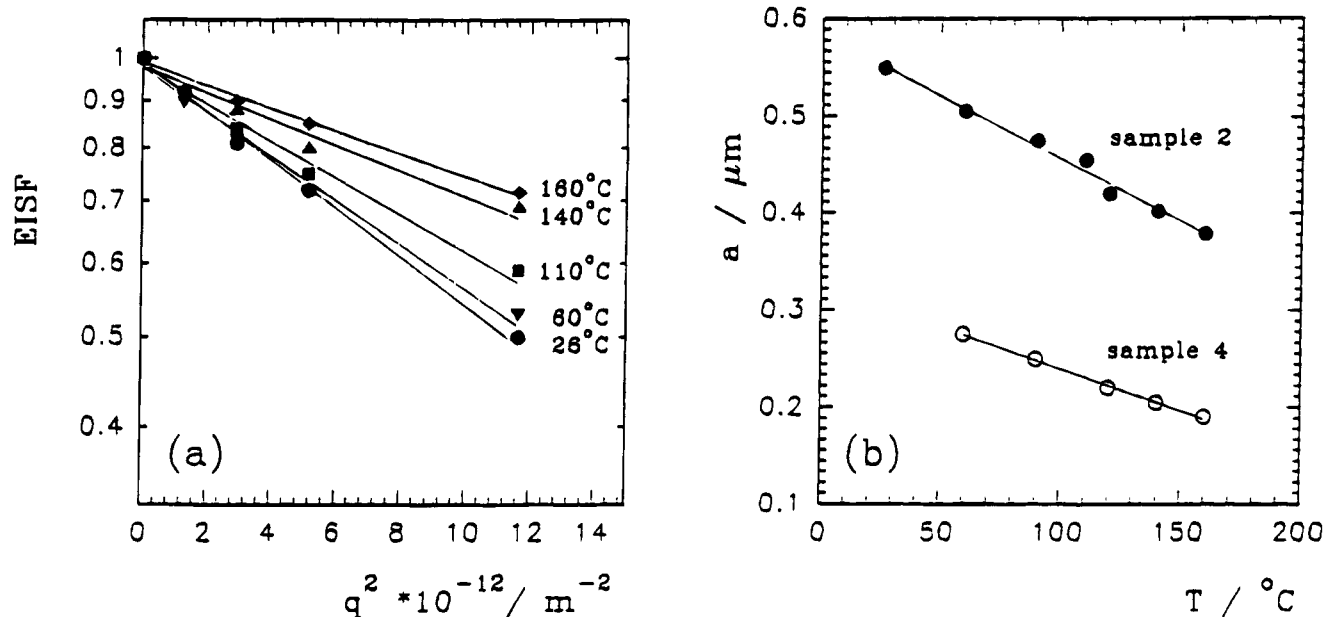 EISF
1
0.9
0.8
0.7
0.6
0.5
0.4
160°C
140°C
110°C
60°C
26°C
(a)
0 2 4 6 8 10 12 14
q² *10⁻¹² / m⁻²
a / μm
0.6
0.5
0.4
0.3
0.2
0.1
sample 2
sample 4
(b)
0 50 100 150 200
T / °C